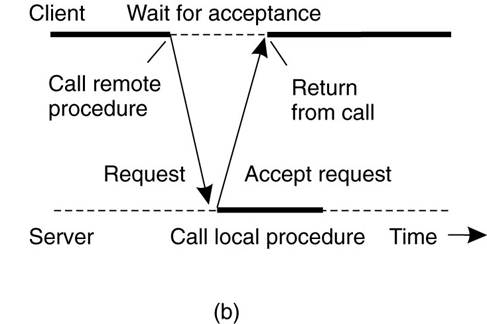 Client
Wait for acceptance
Call remote
procedure
Return
from call
Request
Accept request
Server
Call local procedure
Time
(b)